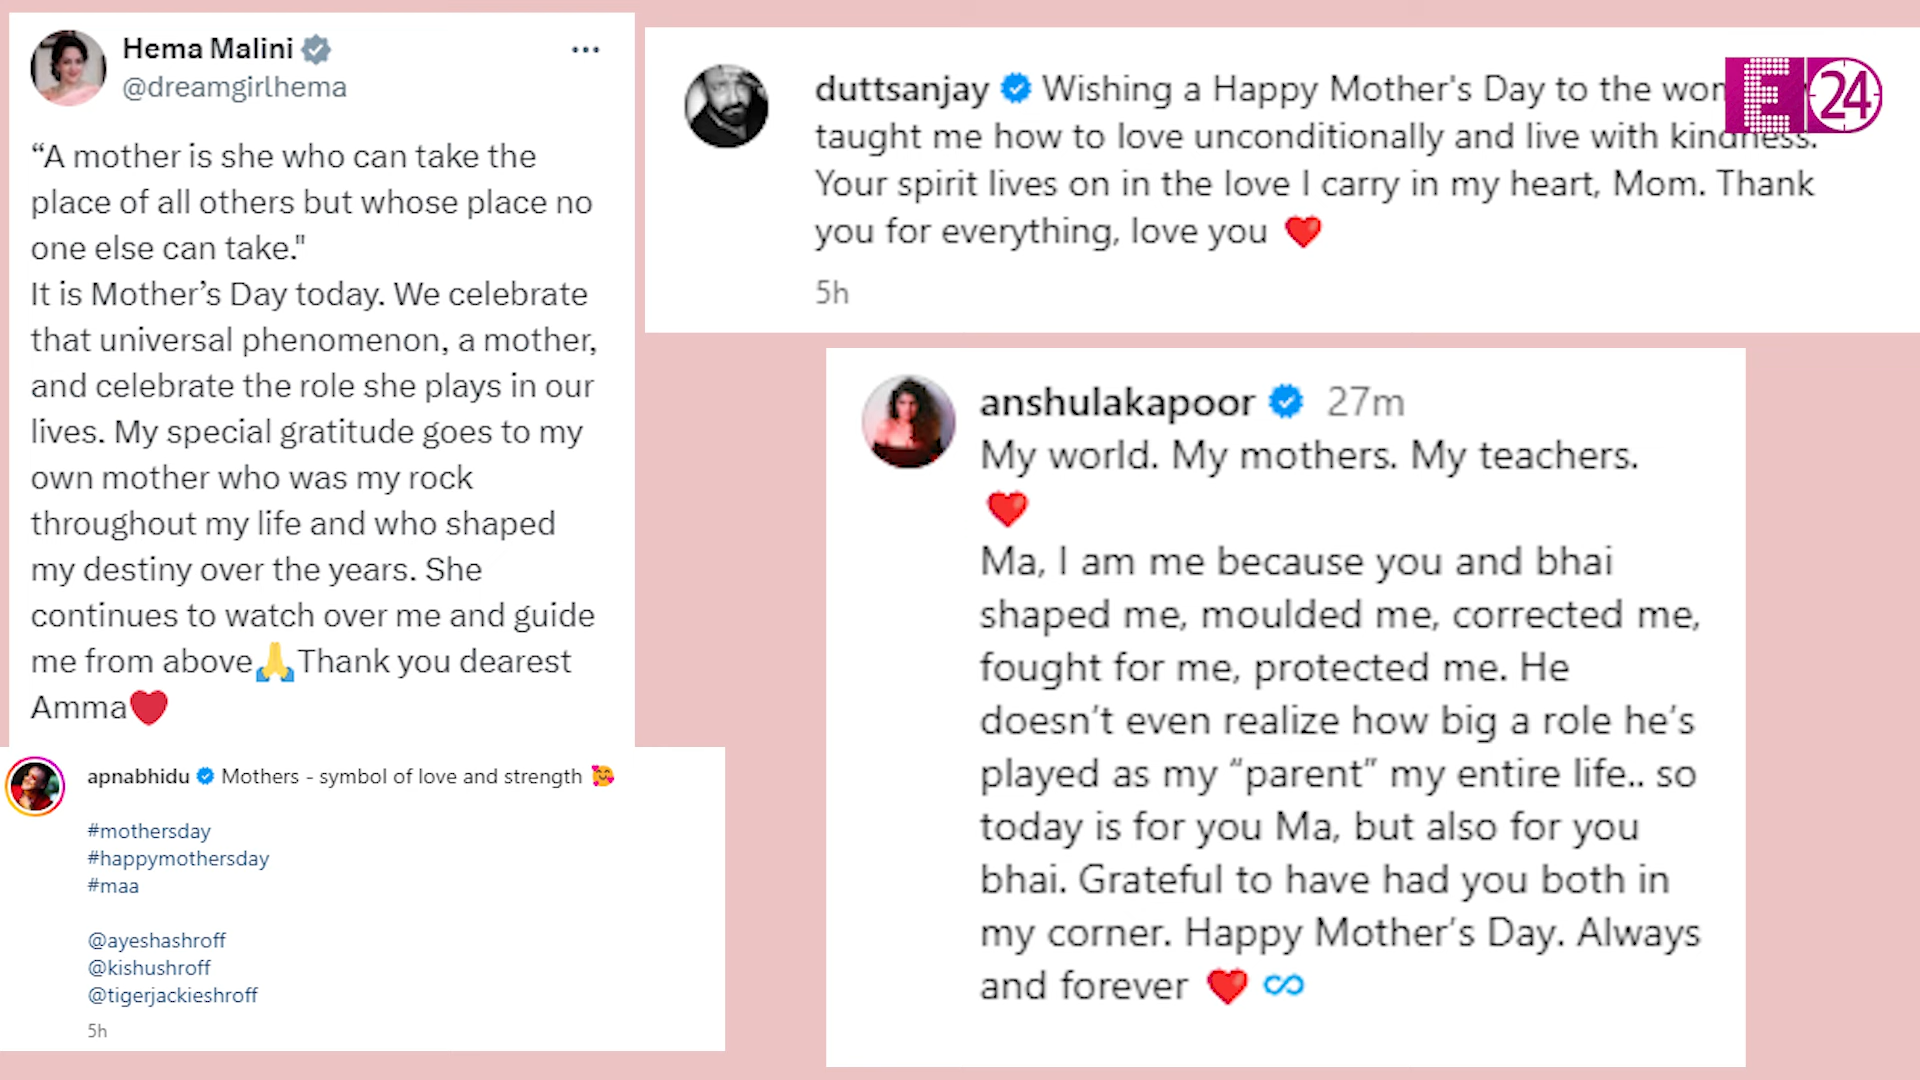 Hema Malini
@dreamgirlhema
“A mother is she who can take the
place of all others but whose place no
one else can take."
It is Mother’s Day today. We celebrate
that universal phenomenon, a mother,
and celebrate the role she plays in our
lives. My special gratitude goes to my
own mother who was my rock
throughout my life and who shaped
my destiny over the years. She
continues to watch over me and guide
me from above🙏Thank you dearest
Amma❤️
apnabhidu Mothers - symbol of love and strength 🥰
#mothersday
#happymothersday
#maa
@ayeshashroff
@kishushroff
@tigerjackieshroff
5h
duttsanjay Wishing a Happy Mother's Day to the
taught me how to love unconditionally and live with kindness.
Your spirit lives on in the love I carry in my heart, Mom. Thank
you for everything, love you ❤️
5h
E24
anshulakapoor 27m
My world. My mothers. My teachers.
❤️
Ma, I am me because you and bhai
shaped me, moulded me, corrected me,
fought for me, protected me. He
doesn’t even realize how big a role he’s
played as my “parent” my entire life.. so
today is for you Ma, but also for you
bhai. Grateful to have had you both in
my corner. Happy Mother’s Day. Always
and forever ❤️ ∞